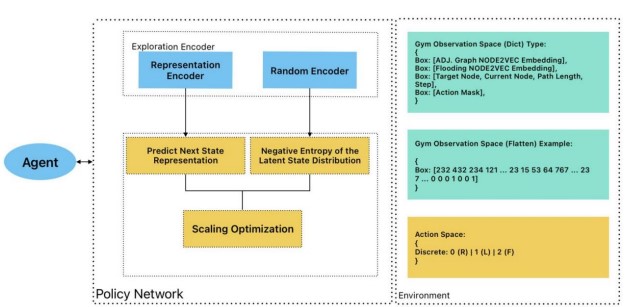 Exploration Encoder
Representation
Encoder
Random Encoder
Predict Next State
Representation
Negative Entropy of the
Latent State Distribution
Scaling Optimization
Agent
Policy Network
Gym Observation Space (Dict) Type:
{
Box: [ADJ. Graph NODE2VEC Embedding],
Box: [Flooding NODE2VEC Embedding],
Box: [Target Node, Current Node, Path Length,
Step],
Box: [Action Mask],
}
Gym Observation Space (Flatten) Example:
{
Box: [232 432 234 121 ... 23 15 53 64 767 ... 23
7 ... 0 0 0 1 0 0 1]
}
Action Space:
{
Discrete: 0 (R) | 1 (L) | 2 (F)
}
Environment